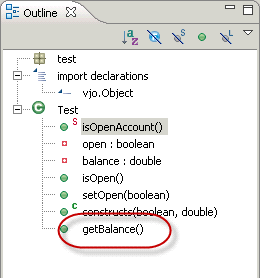 Outline
test
import declarations
vjo.Object
Test
isOpenAccount()
open : boolean
balance : double
isOpen()
setOpen(boolean)
constructs(boolean, double)
getBalance()